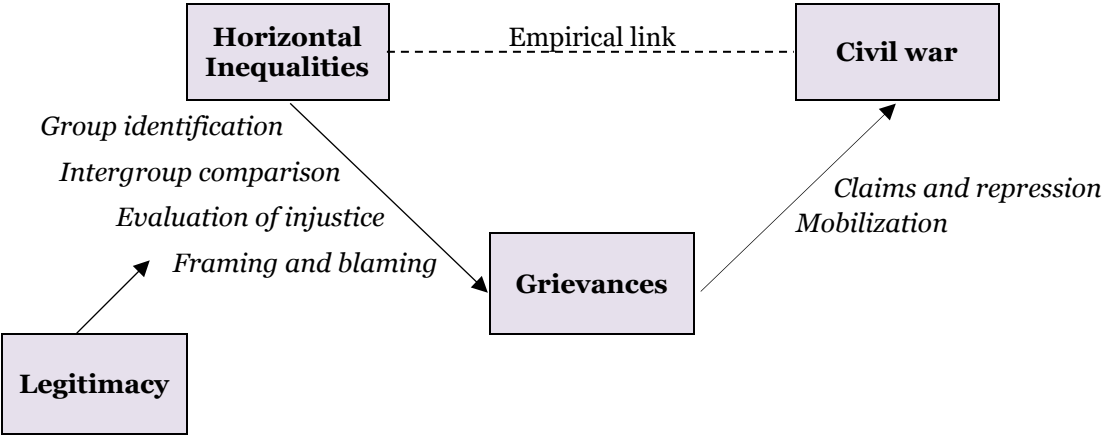 Horizontal
Inequalities
Empirical link
Civil war
Group identification
Intergroup comparison
Evaluation of injustice
Framing and blaming
Claims and repression
Mobilization
Grievances
Legitimacy